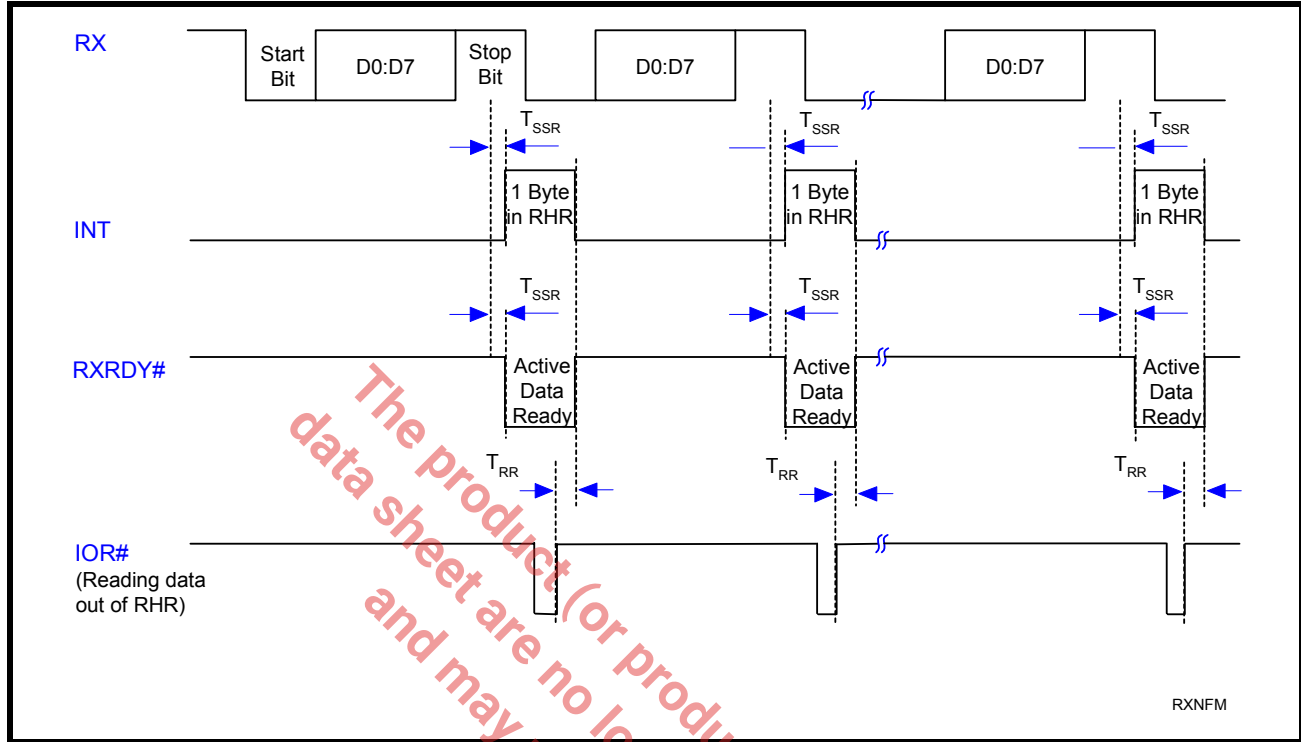 RX
Start
Bit
D0:D7
Stop
Bit
D0:D7
D0:D7
TSSR
TSSR
TSSR
INT
1 Byte
in RHR
1 Byte
in RHR
1 Byte
in RHR
TSSR
TSSR
TSSR
RXRDY#
Active
Data
Ready
Active
Data
Ready
Active
Data
Ready
TRR
TRR
TRR
IOR#
(Reading data
out of RHR)
The product (or produ
data sheet are no lo
and may
RXNFM